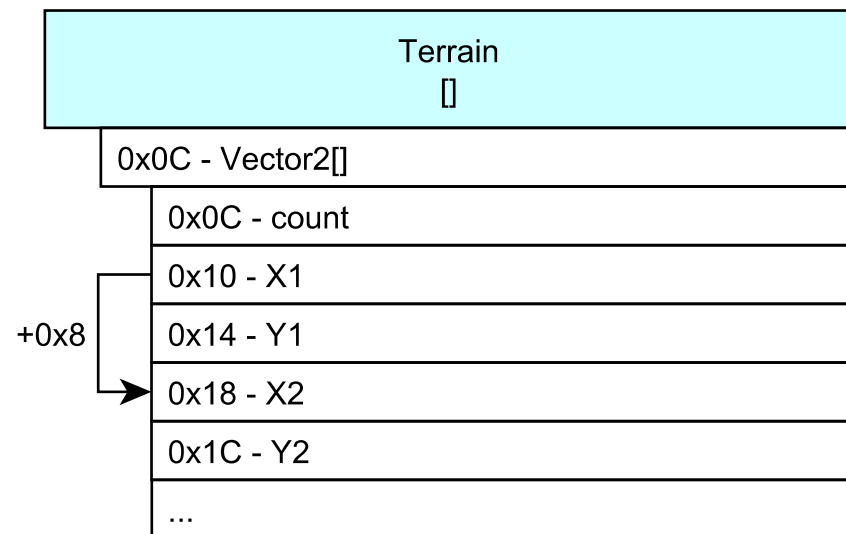 Terrain
[]
0x0C - Vector2[]
0x0C - count
0x10 - X1
+0x8
0x14 - Y1
0x18 - X2
0x1C - Y2
...